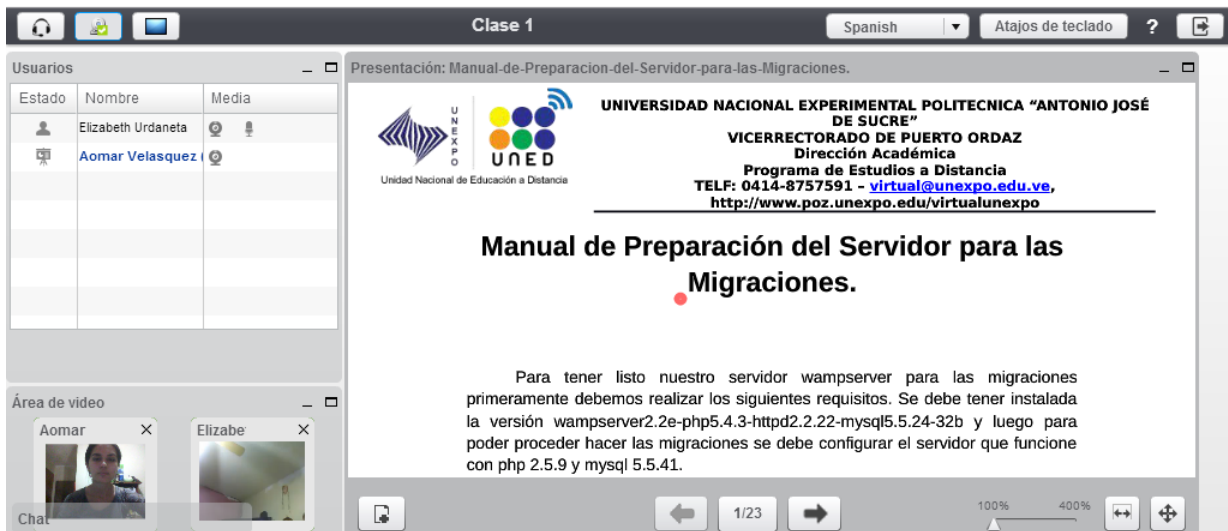 Clase 1
Spanish
Atajos de teclado
?
Usuarios
Estado Nombre Media
Elizabeth Urdaneta
Aomar Velasquez (
Área de video
Aomar
Elizabe
Chat
Presentación: Manual-de-Preparacion-del-Servidor-para-las-Migraciones.
UNEXPO
UNED
Unidad Nacional de Educación a Distancia
UNIVERSIDAD NACIONAL EXPERIMENTAL POLITECNICA “ANTONIO JOSÉ
DE SUCRE”
VICERRECTORADO DE PUERTO ORDAZ
Dirección Académica
Programa de Estudios a Distancia
TELF: 0414-8757591 – virtual@unexpo.edu.ve,
http://www.poz.unexpo.edu/virtualunexpo
Manual de Preparación del Servidor para las
Migraciones.
Para tener listo nuestro servidor wampserver para las migraciones
primeramente debemos realizar los siguientes requisitos. Se debe tener instalada
la versión wampserver2.2e-php5.4.3-httpd2.2.22-mysql5.5.24-32b y luego para
poder proceder hacer las migraciones se debe configurar el servidor que funcione
con php 2.5.9 y mysql 5.5.41.
1/23
100% 400%